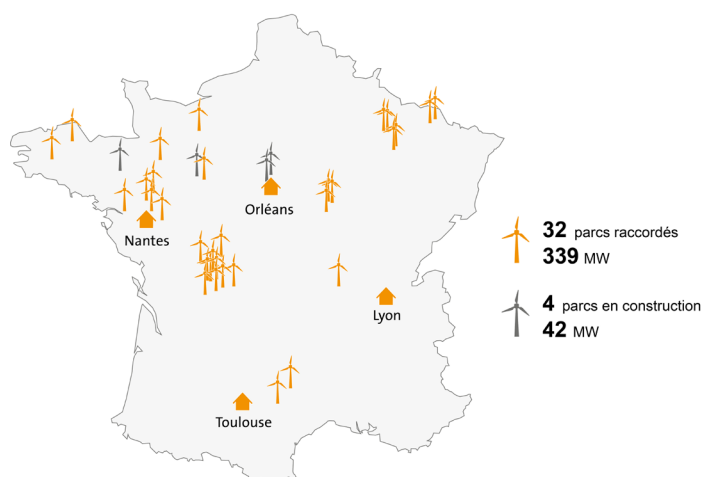 Orléans
Nantes
Lyon
Toulouse
32 parcs raccordés
339 MW
4 parcs en construction
42 MW